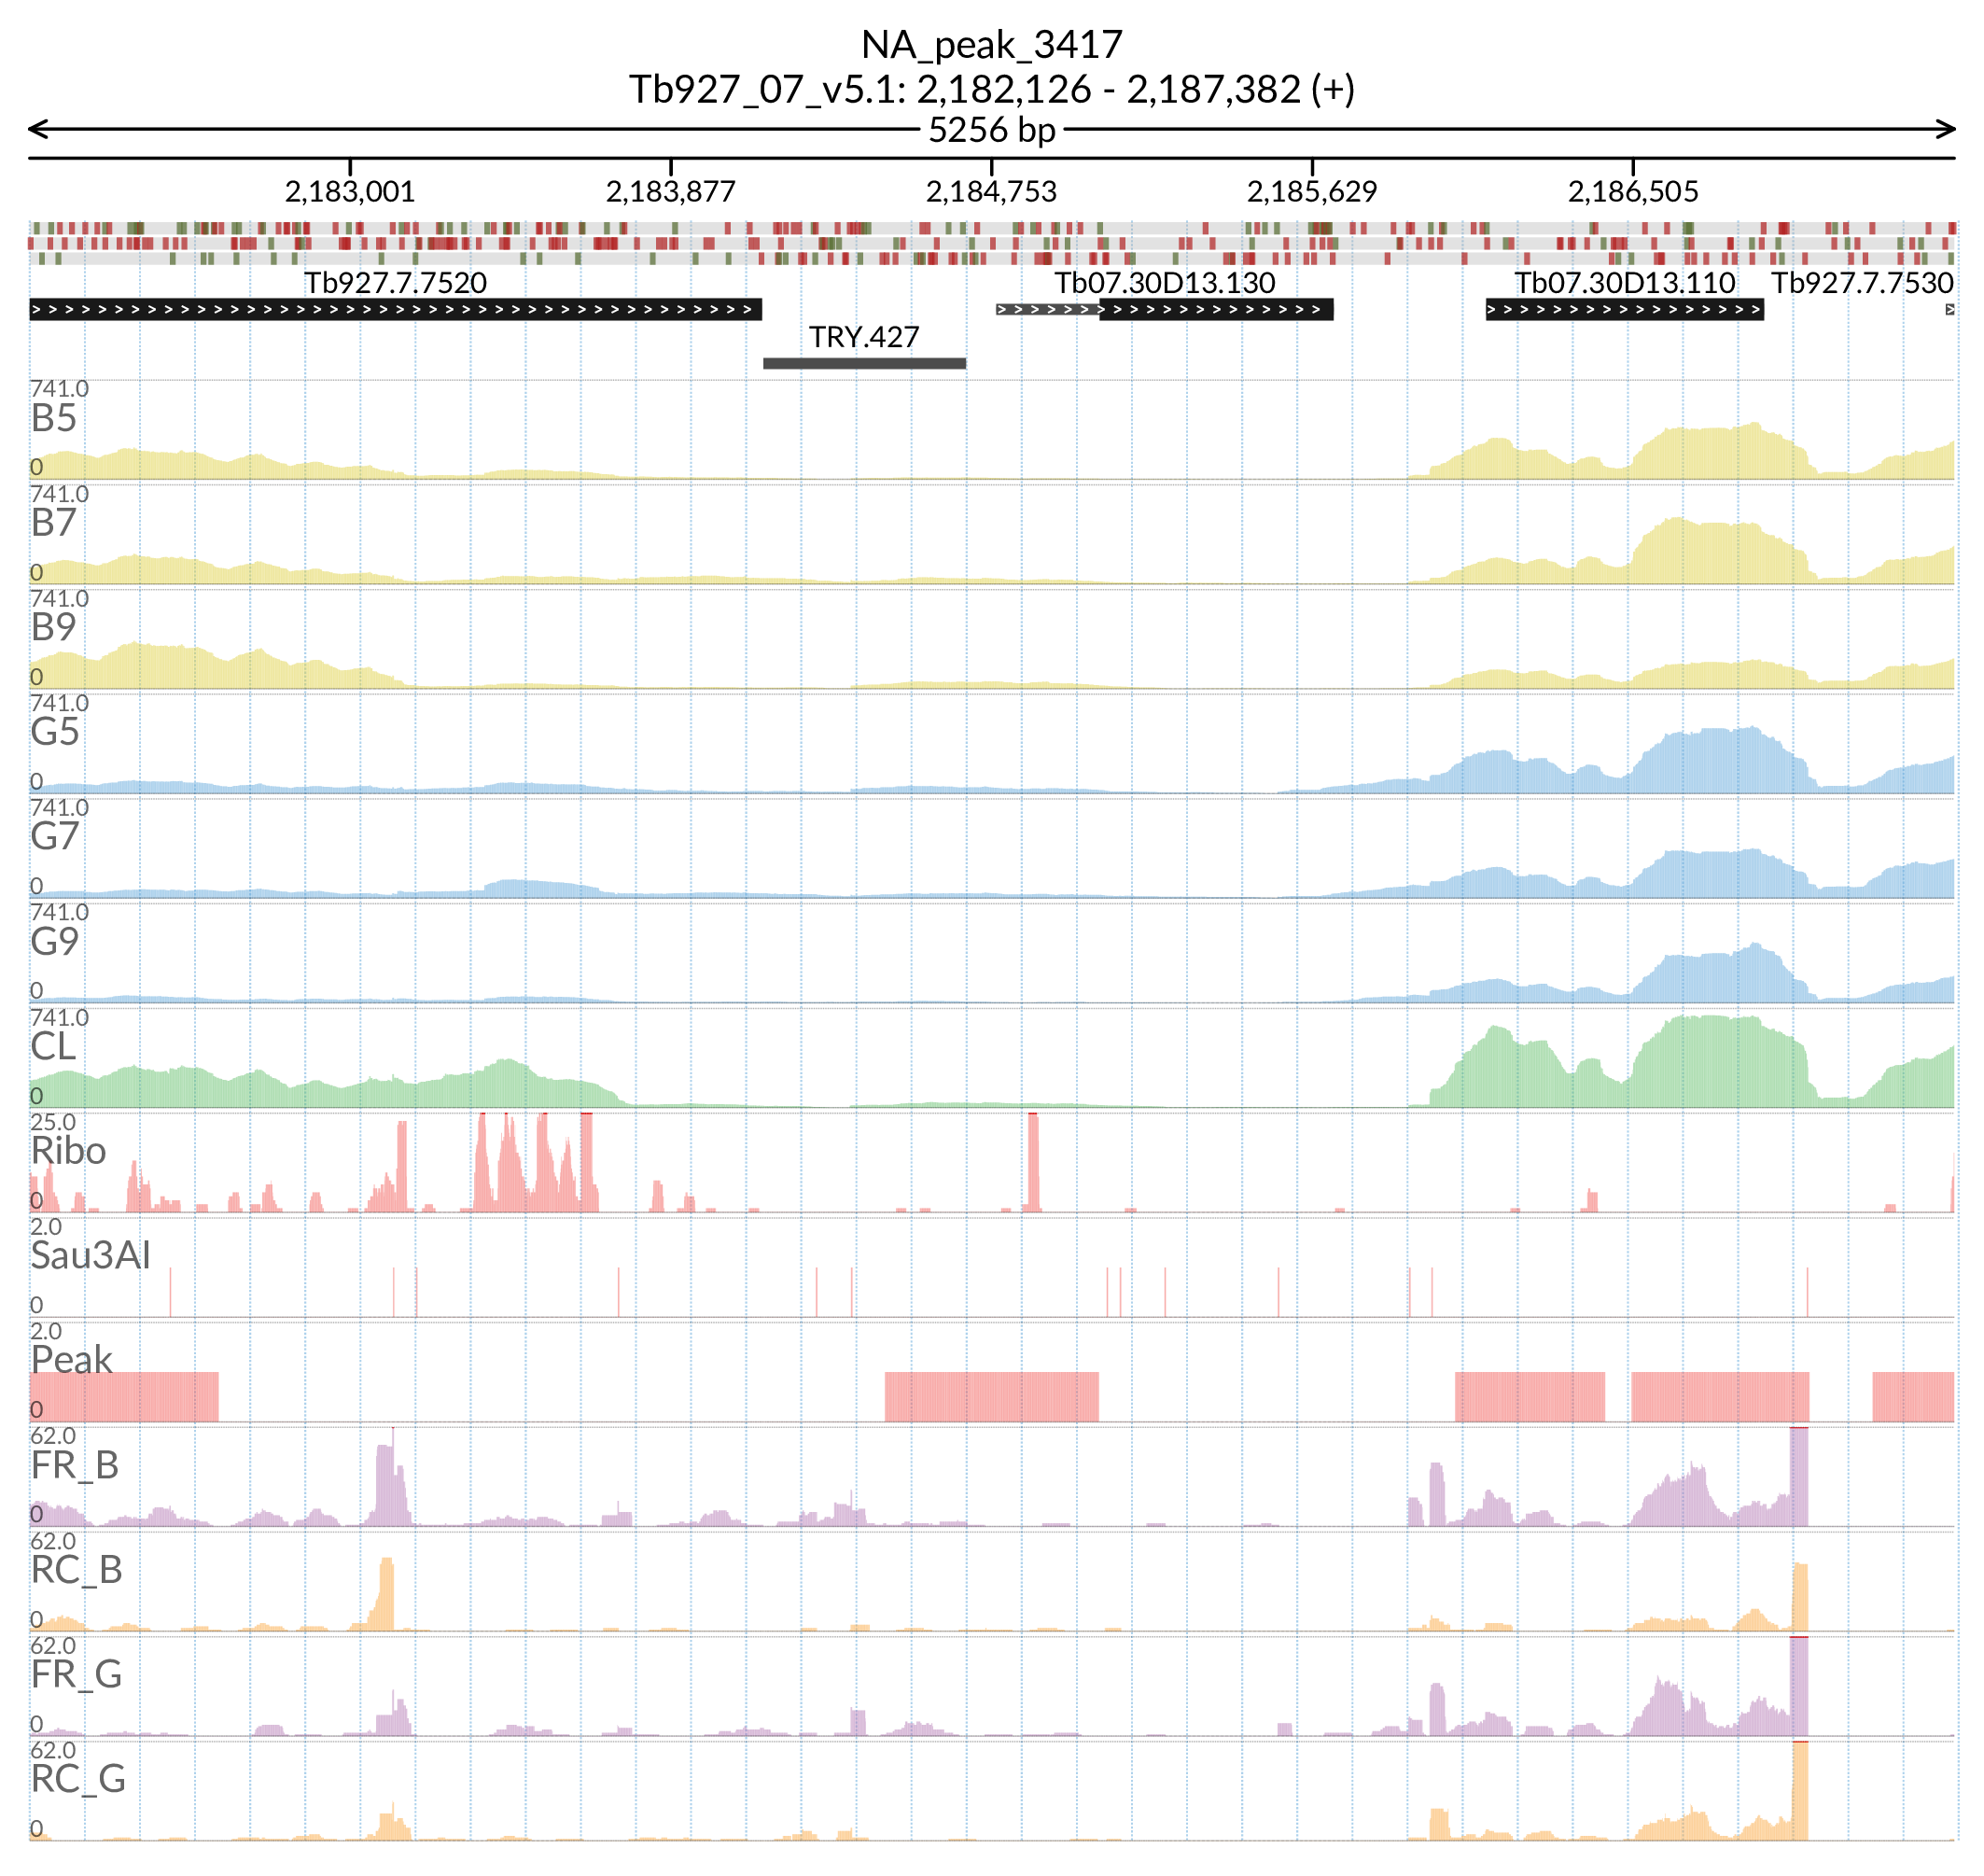 NA_peak_3417
Tb927_07_v5.1: 2,182,126 - 2,187,382 (+)
5256 bp
2,183,001 2,183,877 2,184,753 2,185,629 2,186,505
Tb927.7.7520 Tb07.30D13.130 Tb07.30D13.110 Tb927.7.7530
TRY.427
741.0
B5
0
741.0
B7
0
741.0
B9
0
741.0
G5
0
741.0
G7
0
741.0
G9
0
741.0
CL
0
25.0
Ribo
0
2.0
Sau3AI
0
2.0
Peak
0
62.0
FR_B
0
62.0
RC_B
0
62.0
FR_G
0
62.0
RC_G
0